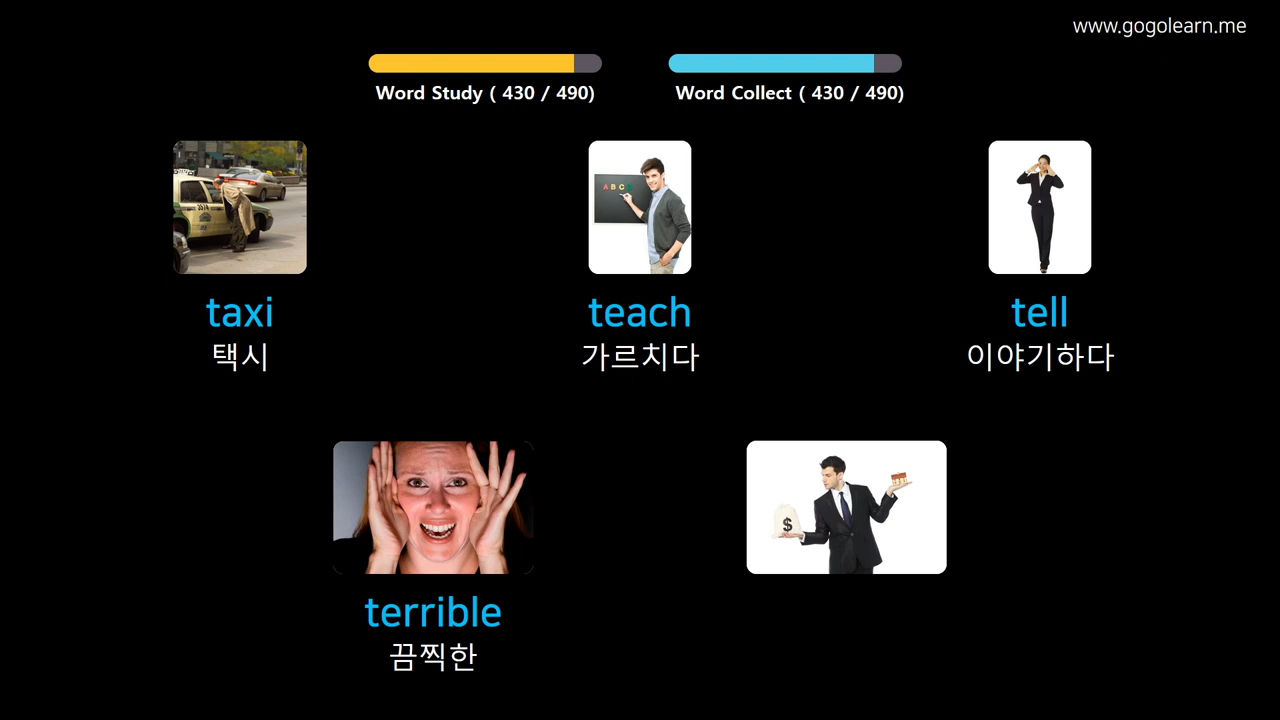 www.gogolearn.me
Word Study ( 430 / 490)
Word Collect ( 430 / 490)
3574
A B C
taxi
teach
tell
택시
가르치다
이야기하다
$
terrible
끔찍한